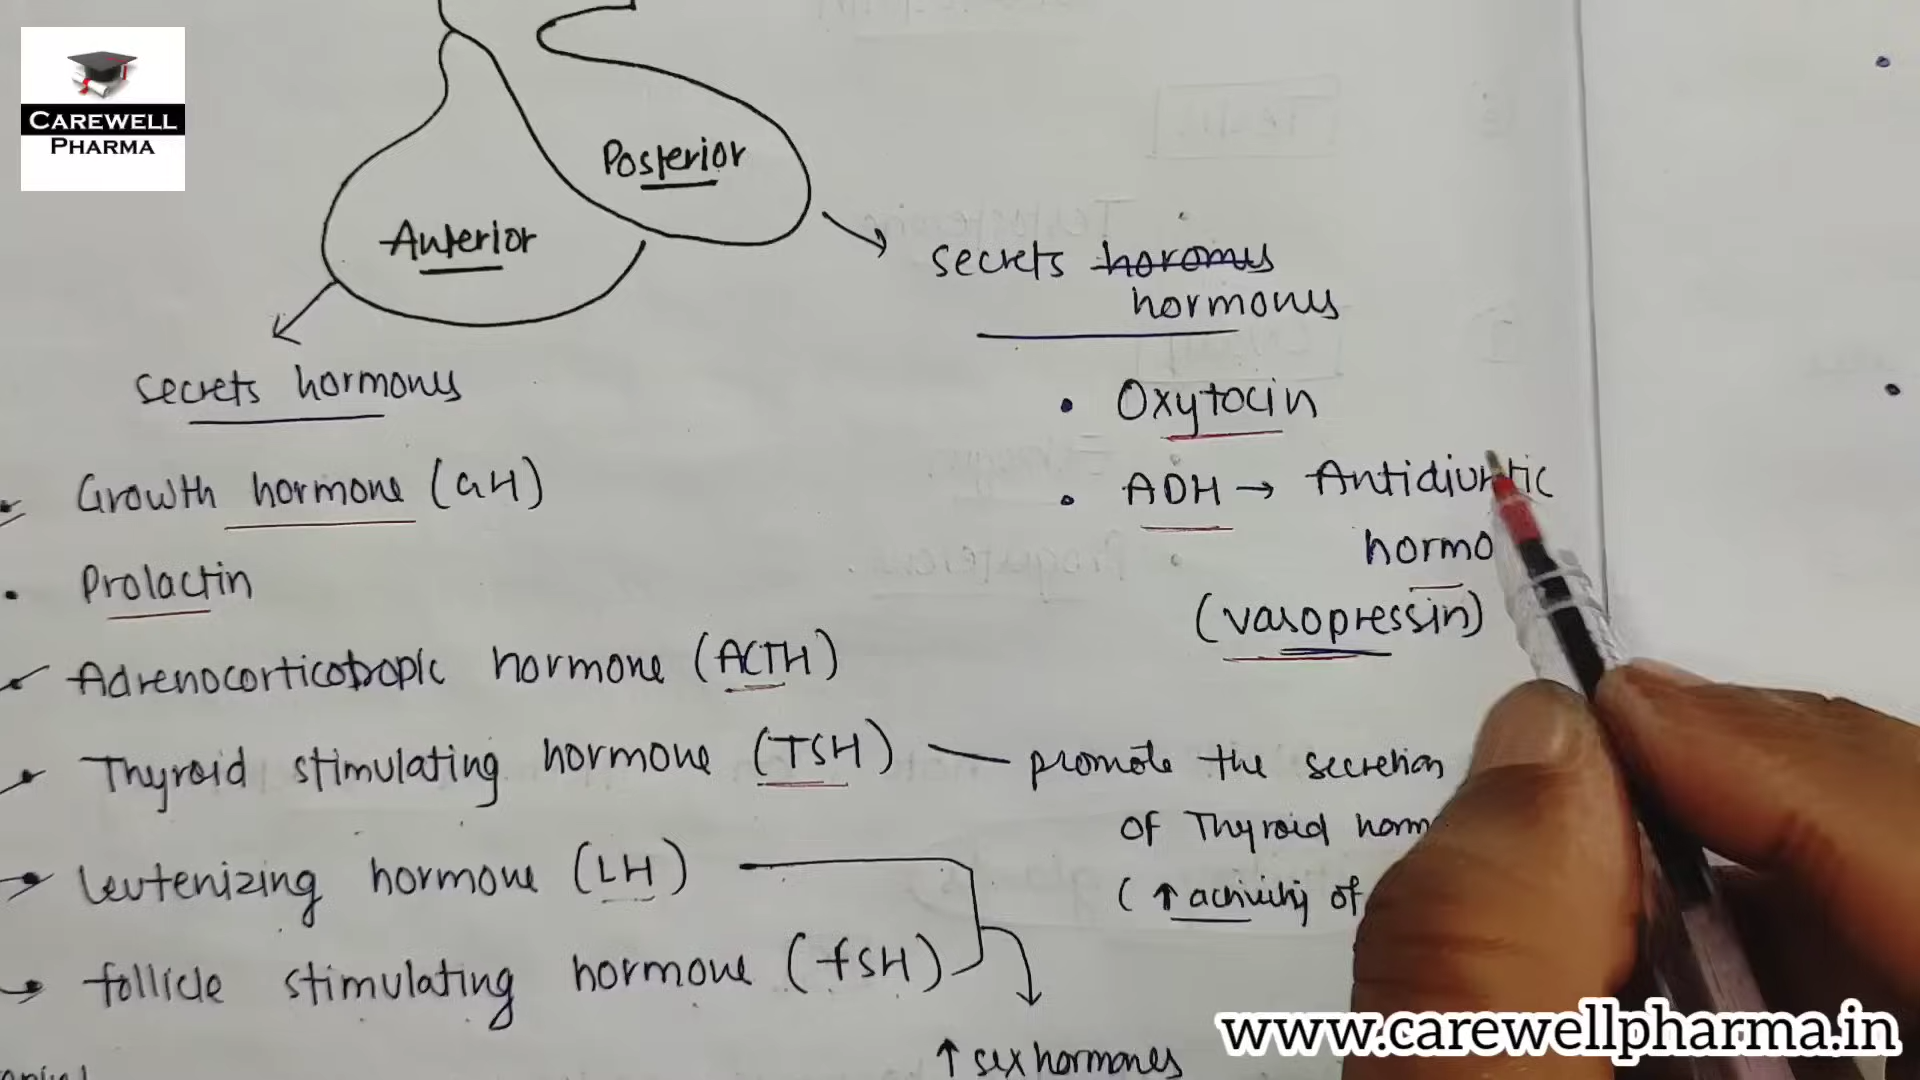 CAREWELL
PHARMA
Posterior
Anterior
secrets horomus
hormonus
secrets hormonus
Oxytocin
Growth hormone (GH)
ADH → Antidiuretic
hormo
Prolactin
(vasopressin)
Adrenocorticotropic hormone (ACTH)
Thyroid stimulating hormone (TSH) — promote the secretion
of Thyroid horm
Leutenizing hormone (LH)
(↑ activity of
follicle stimulating hormone (fSH)
↑ sex hormones
www.carewellpharma.in